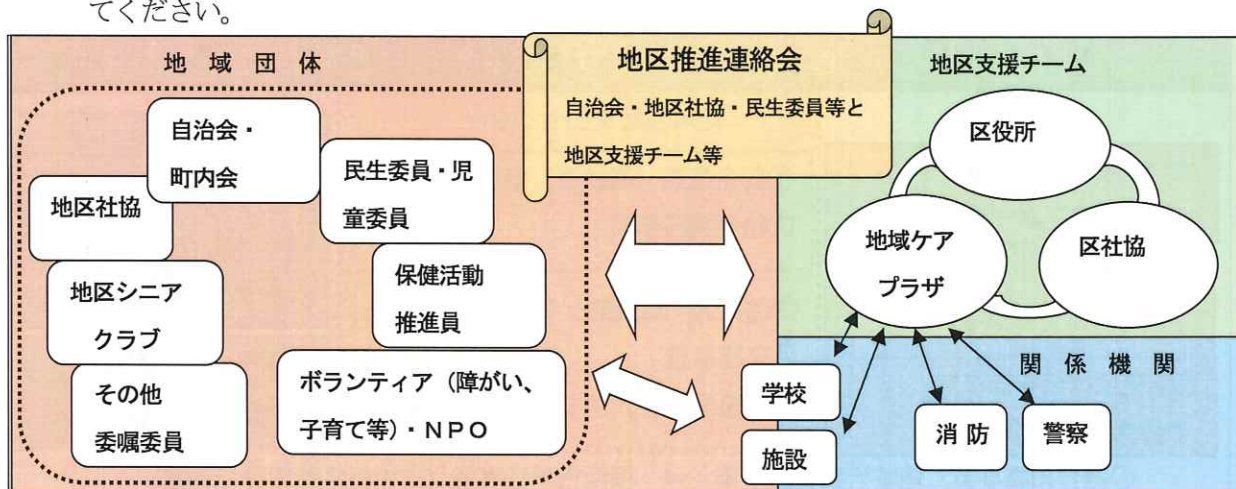 てください。
地域団体
自治会・
町内会
民生委員・児
童委員
地区社協
保健活動
推進員
地区シニア
クラブ
その他
委嘱委員
ボランティア（障がい、
子育て等）・ＮＰＯ
地区推進連絡会
自治会・地区社協・民生委員等と
地区支援チーム等
地区支援チーム
区役所
地域ケア
プラザ
区社協
関係機関
学校
施設
消防
警察